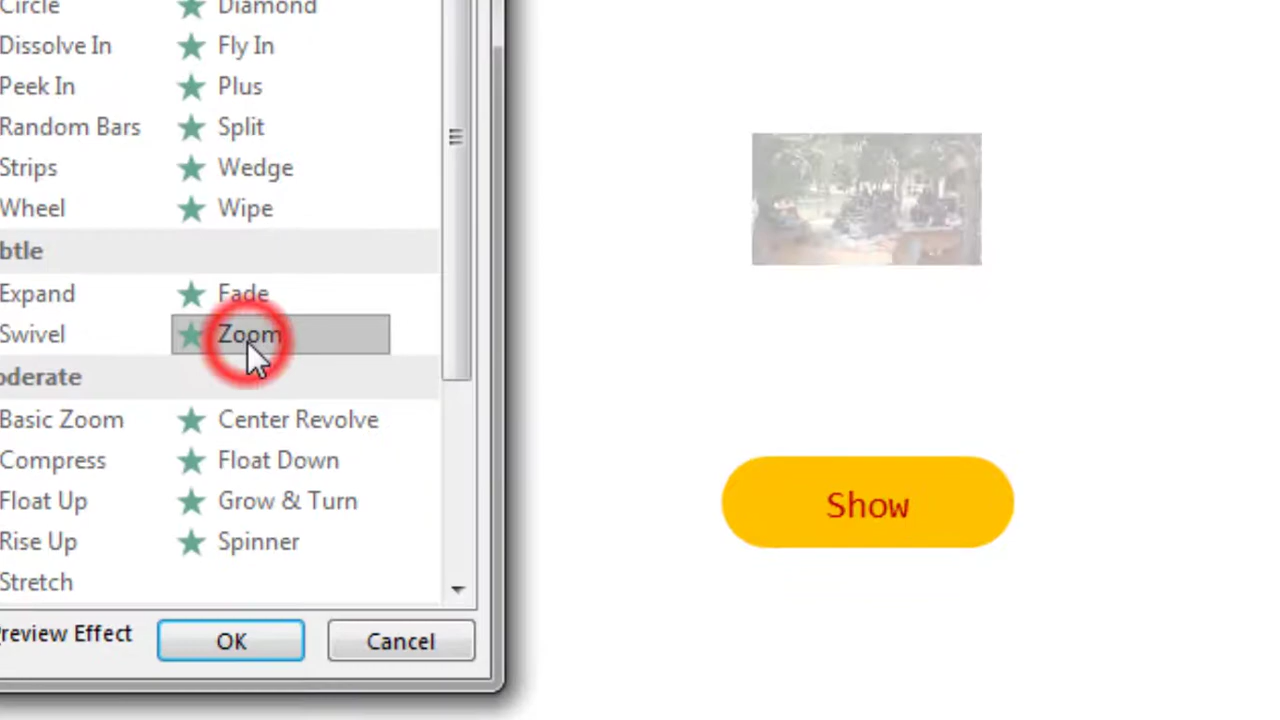 Circle Diamond
Dissolve In Fly In
Peek In Plus
Random Bars Split
Strips Wedge
Wheel Wipe
btle
Expand Fade
Swivel Zoom
oderate
Basic Zoom Center Revolve
Compress Float Down
Float Up Grow & Turn
Rise Up Spinner
Stretch
Preview Effect OK Cancel
Show